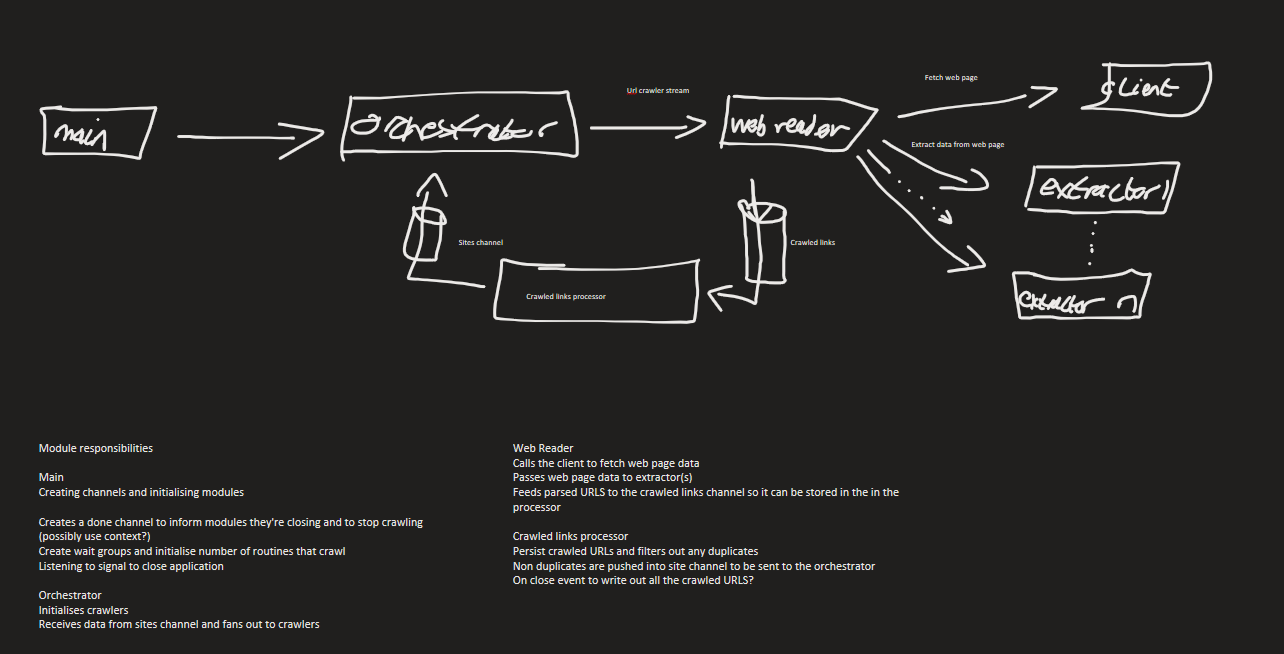 Fetch web page
client
Url crawler stream
main
Orchestrator
web reader
Extract data from web page
extractor 1
Sites channel
Crawled links
Crawled links processor
extractor n
Module responsibilities
Main
Creating channels and initialising modules
Creates a done channel to inform modules they're closing and to stop crawling
(possibly use context?)
Create wait groups and initialise number of routines that crawl
Listening to signal to close application
Orchestrator
Initialises crawlers
Receives data from sites channel and fans out to crawlers
Web Reader
Calls the client to fetch web page data
Passes web page data to extractor(s)
Feeds parsed URLS to the crawled links channel so it can be stored in the in the
processor
Crawled links processor
Persist crawled URLs and filters out any duplicates
Non duplicates are pushed into site channel to be sent to the orchestrator
On close event to write out all the crawled URLS?